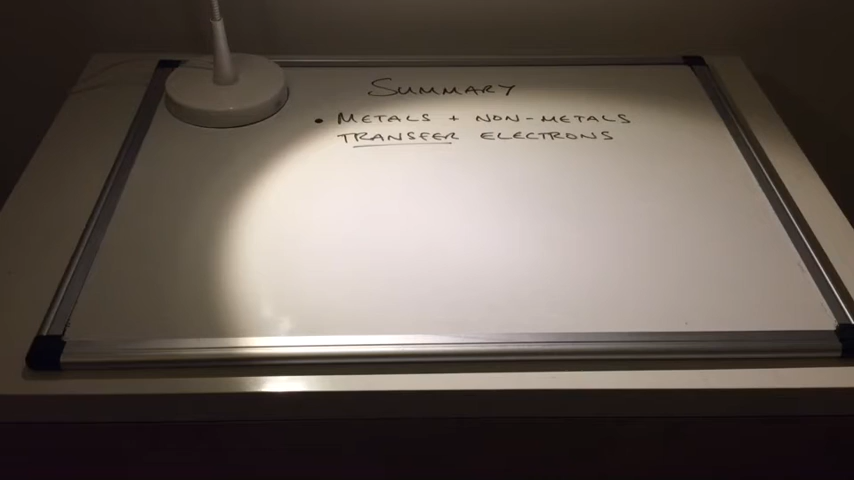 SUMMARY
• METALS + NON-METALS
TRANSFER ELECTRONS